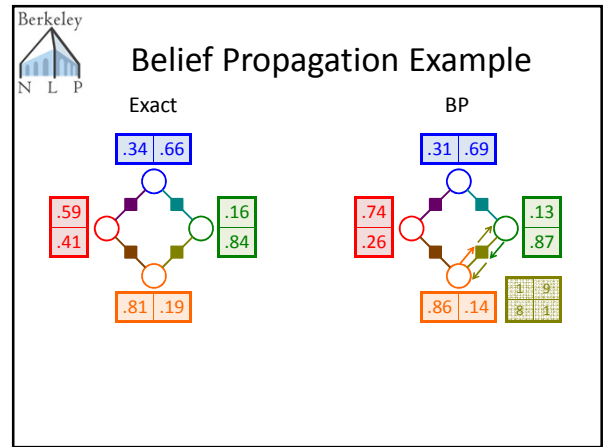 Berkeley
N L P
Belief Propagation Example
Exact
BP
.34 .66
.59
.41
.16
.84
.81 .19
.31 .69
.74
.26
.13
.87
.86 .14
1 9
8 1